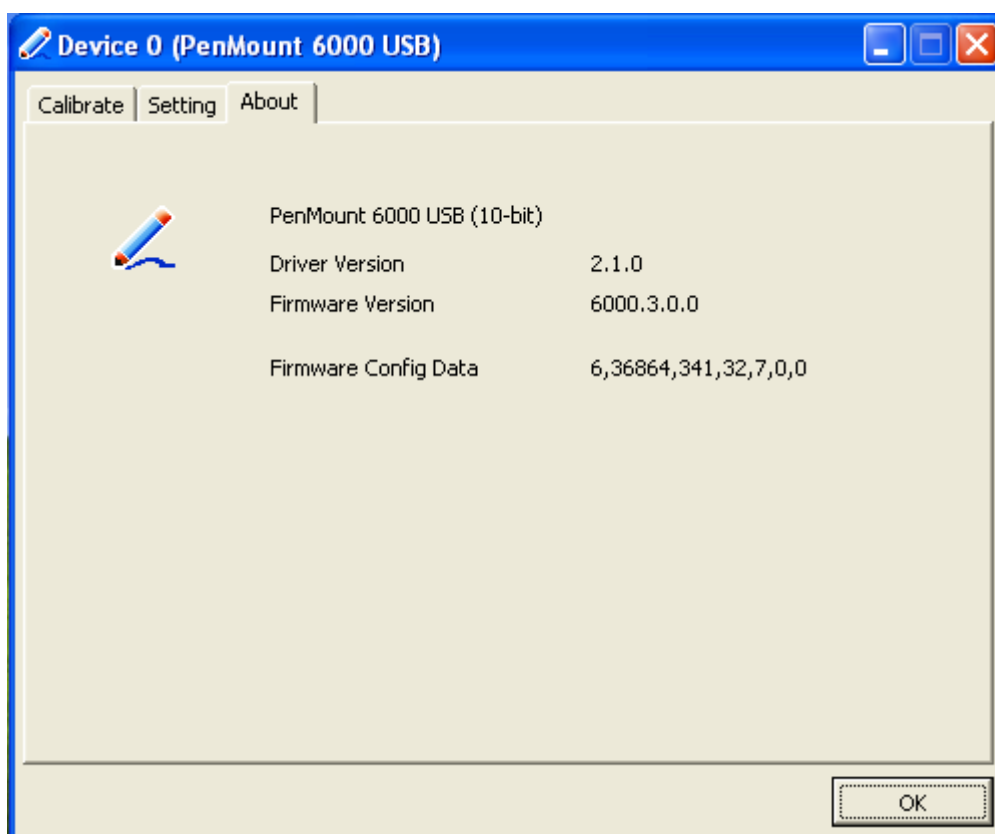 Device 0 (PenMount 6000 USB)
Calibrate Setting About
PenMount 6000 USB (10-bit)
Driver Version 2.1.0
Firmware Version 6000.3.0.0
Firmware Config Data 6,36864,341,32,7,0,0
OK